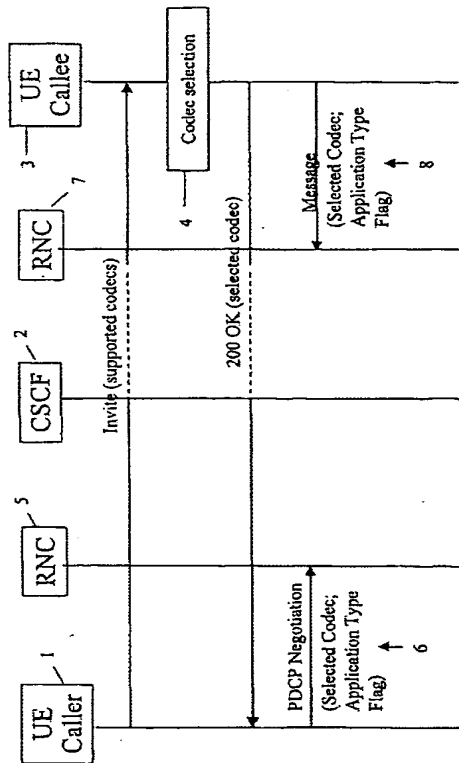 1
UE
Caller
5
RNC
2
CSCF
7
RNC
3
UE
Callee
Invite (supported codecs)
4
Codec selection
200 OK (selected codec)
PDCP Negotiation
(Selected Codec;
Application Type
Flag)
6
Message
(Selected Codec;
Application Type
Flag)
8